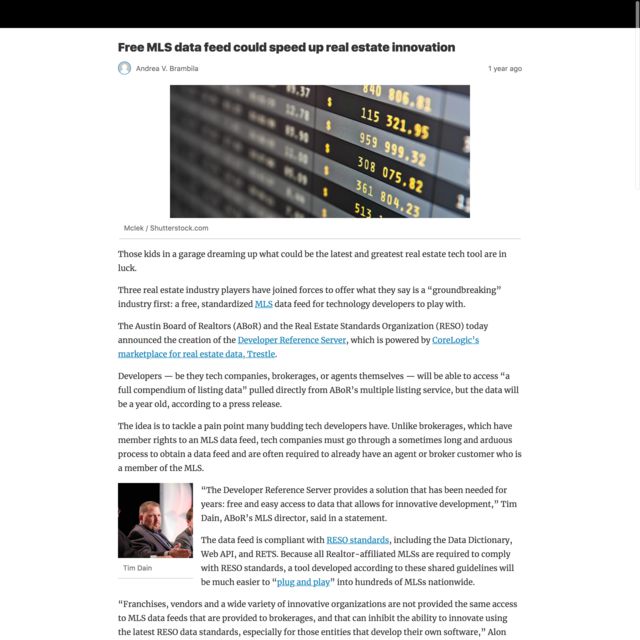 Free MLS data feed could speed up real estate innovation
Andrea V. Brambila
1 year ago
$ 115 321.95
$ 959 999.32
$ 308 075.82
$ 361 804.23
Mclek / Shutterstock.com
Those kids in a garage dreaming up what could be the latest and greatest real estate tech tool are in
luck.
Three real estate industry players have joined forces to offer what they say is a “groundbreaking”
industry first: a free, standardized MLS data feed for technology developers to play with.
The Austin Board of Realtors (ABoR) and the Real Estate Standards Organization (RESO) today
announced the creation of the Developer Reference Server, which is powered by CoreLogic’s
marketplace for real estate data, Trestle.
Developers — be they tech companies, brokerages, or agents themselves — will be able to access “a
full compendium of listing data” pulled directly from ABoR’s multiple listing service, but the data will
be a year old, according to a press release.
The idea is to tackle a pain point many budding tech developers have. Unlike brokerages, which have
member rights to an MLS data feed, tech companies must go through a sometimes long and arduous
process to obtain a data feed and are often required to already have an agent or broker customer who is
a member of the MLS.
“The Developer Reference Server provides a solution that has been needed for
years: free and easy access to data that allows for innovative development,” Tim
Dain, ABoR’s MLS director, said in a statement.
The data feed is compliant with RESO standards, including the Data Dictionary,
Web API, and RETS. Because all Realtor-affiliated MLSs are required to comply
with RESO standards, a tool developed according to these shared guidelines will
be much easier to “plug and play” into hundreds of MLSs nationwide.
Tim Dain
“Franchises, vendors and a wide variety of innovative organizations are not provided the same access
to MLS data feeds that are provided to brokerages, and that can inhibit the ability to innovate using
the latest RESO data standards, especially for those entities that develop their own software,” Alon